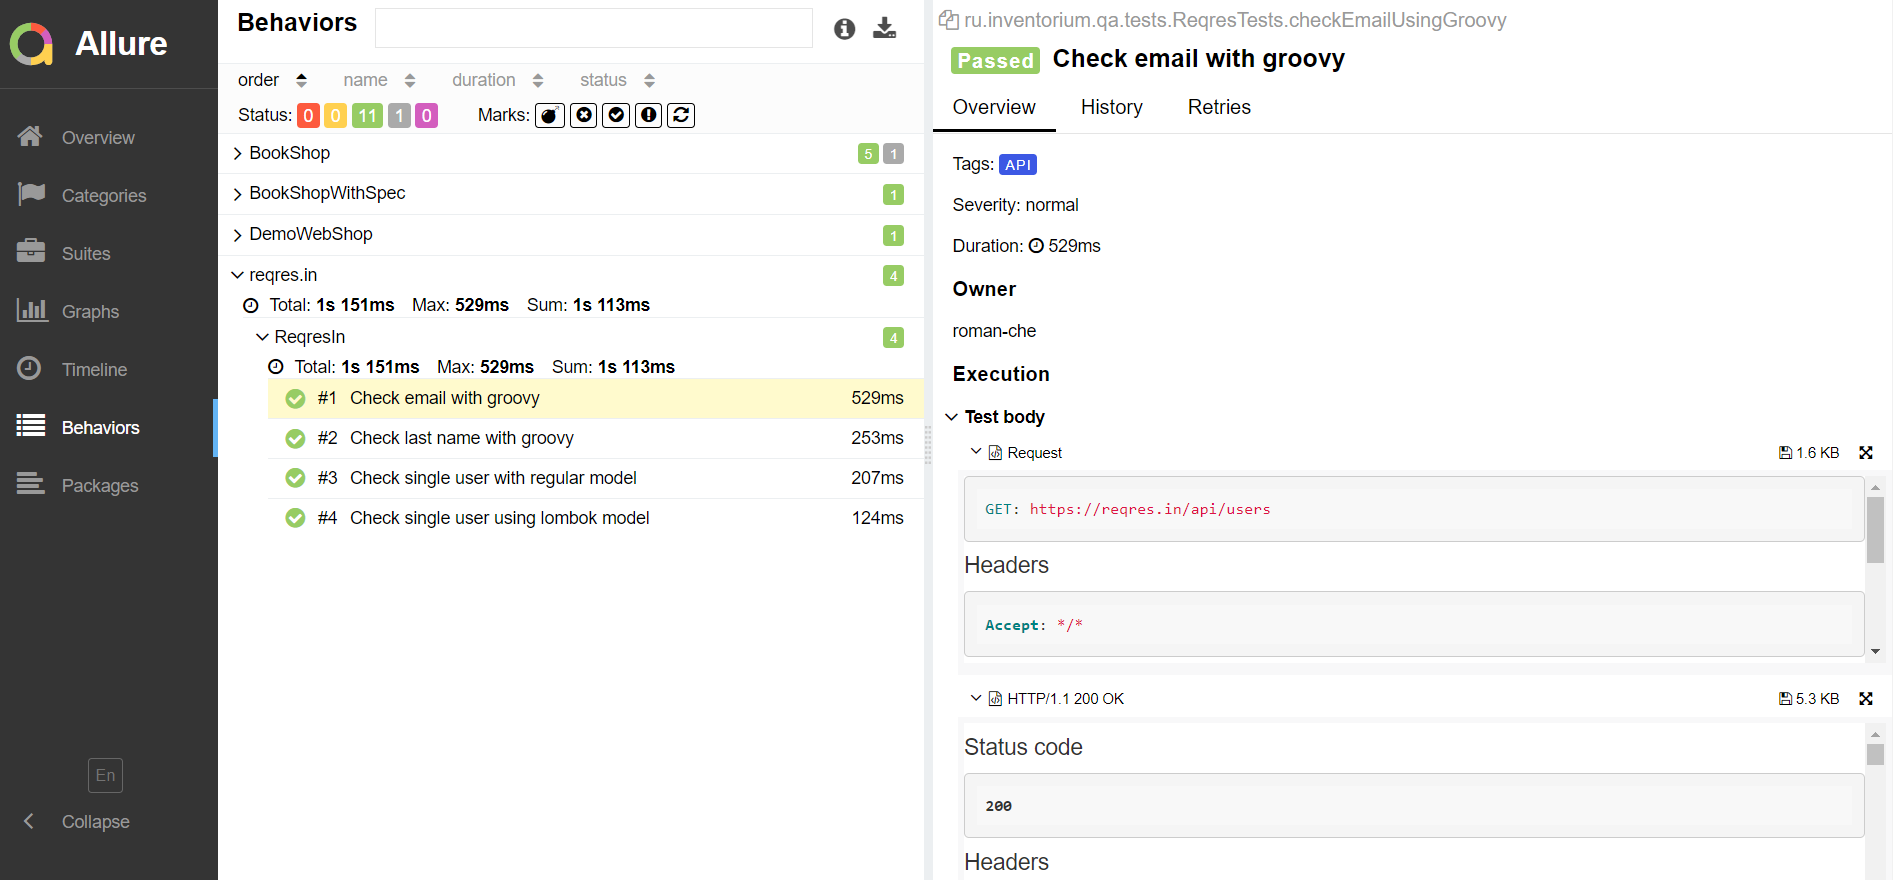 Allure
Overview
Categories
Suites
Graphs
Timeline
Behaviors
Packages
En
Collapse
Behaviors
order name duration status
Status: 0 0 11 1 0 Marks:
BookShop 5 1
BookShopWithSpec 1
DemoWebShop 1
reqres.in 4
Total: 1s 151ms Max: 529ms Sum: 1s 113ms
ReqresIn 4
Total: 1s 151ms Max: 529ms Sum: 1s 113ms
#1 Check email with groovy 529ms
#2 Check last name with groovy 253ms
#3 Check single user with regular model 207ms
#4 Check single user using lombok model 124ms
ru.inventorium.qa.tests.ReqresTests.checkEmailUsingGroovy
Passed Check email with groovy
Overview History Retries
Tags: API
Severity: normal
Duration: 529ms
Owner
roman-che
Execution
Test body
Request 1.6 KB
GET: https://reqres.in/api/users
Headers
Accept: */*
HTTP/1.1 200 OK 5.3 KB
Status code
200
Headers